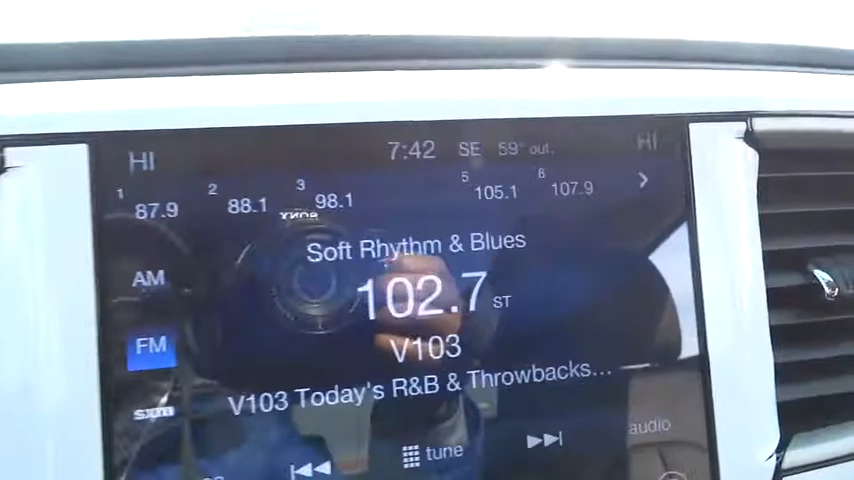 HI 7:42 SE 59° out. HI
1 87.9 2 88.1 3 98.1 5 105.1 6 107.9
Soft Rhythm & Blues
AM
102.7 ST
FM
V103
V103 Today's R&B & Throwbacks...
sjxm
tune
audio